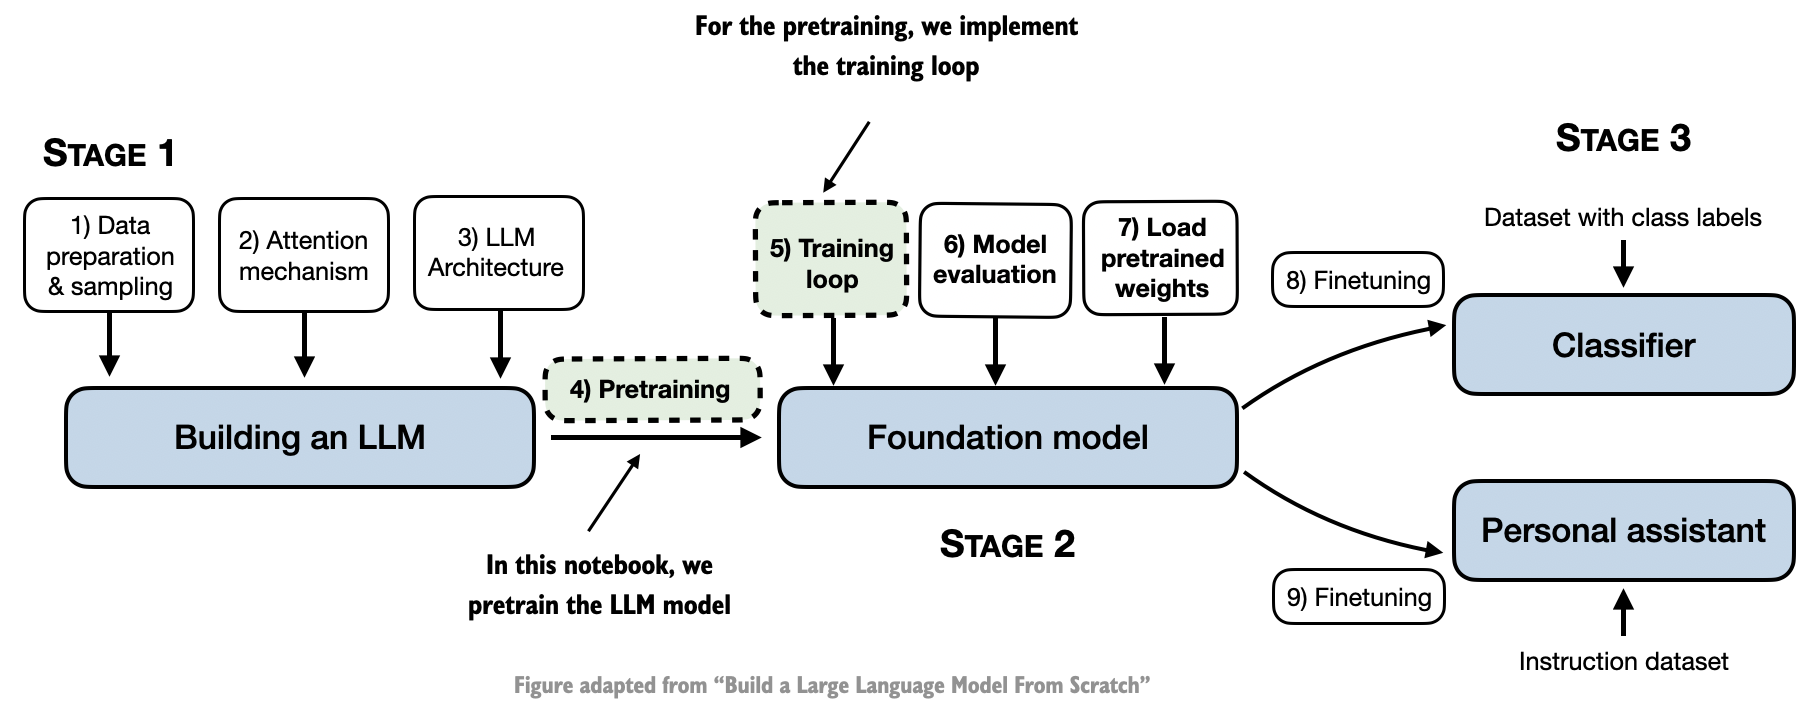 For the pretraining, we implement
the training loop
STAGE 1
STAGE 3
1) Data
preparation
& sampling
2) Attention
mechanism
3) LLM
Architecture
5) Training
loop
6) Model
evaluation
7) Load
pretrained
weights
8) Finetuning
Dataset with class labels
Classifier
4) Pretraining
Building an LLM
Foundation model
STAGE 2
Personal assistant
9) Finetuning
Instruction dataset
In this notebook, we
pretrain the LLM model
Figure adapted from “Build a Large Language Model From Scratch”